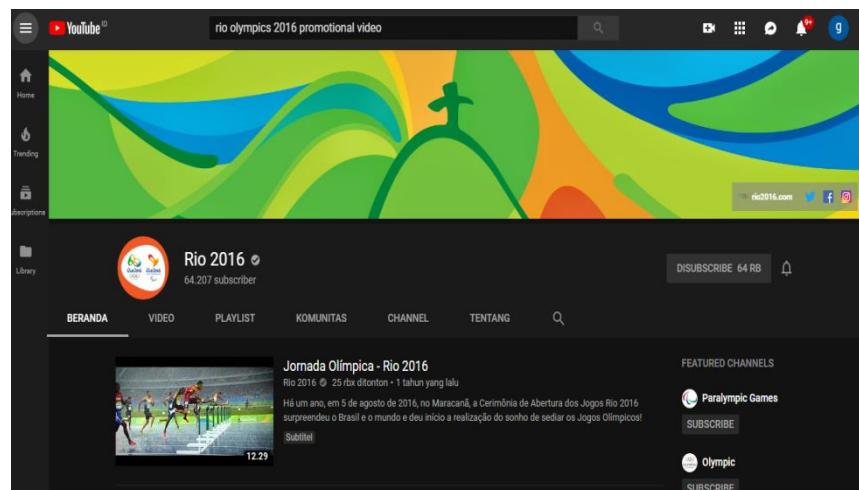 YouTube ID
rio olympics 2016 promotional video
9+
g
Home
Trending
ubscriptions
Library
rio2016.com
Rio 2016
64.207 subscriber
DISUBSCRIBE 64 RB
BERANDA VIDEO PLAYLIST KOMUNITAS CHANNEL TENTANG
Jornada Olímpica - Rio 2016
Rio 2016 25 rbx ditonton • 1 tahun yang lalu
Há um ano, em 5 de agosto de 2016, no Maracanã, a Cerimônia de Abertura dos Jogos Rio 2016
surpreendeu o Brasil e o mundo e deu início a realização do sonho de sediar os Jogos Olímpicos!
Subtitel
12.29
FEATURED CHANNELS
Paralympic Games
SUBSCRIBE
Olympic
SUBSCRIBE